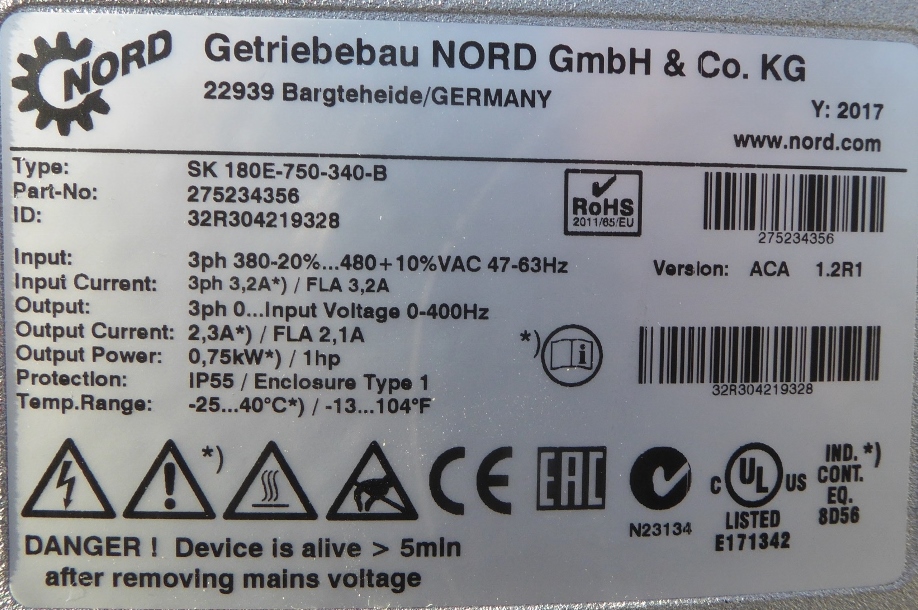 NORD
Getriebebau NORD GmbH & Co. KG
22939 Bargteheide/GERMANY
Y: 2017
www.nord.com
Type: SK 180E-750-340-B
Part-No: 275234356
ID: 32R304219328
RoHS
2011/65/EU
275234356
Input: 3ph 380-20%...480+10%VAC 47-63Hz
Version: ACA 1.2R1
Input Current: 3ph 3,2A*) / FLA 3,2A
Output: 3ph 0...Input Voltage 0-400Hz
Output Current: 2,3A*) / FLA 2,1A
Output Power: 0,75kW*) / 1hp
Protection: IP55 / Enclosure Type 1
Temp.Range: -25...40°C*) / -13...104°F
*) i
32R304219328
*)
CE
EAC
N23134
c UL US
LISTED
E171342
IND. *)
CONT.
EQ.
8D56
DANGER ! Device is alive > 5min
after removing mains voltage